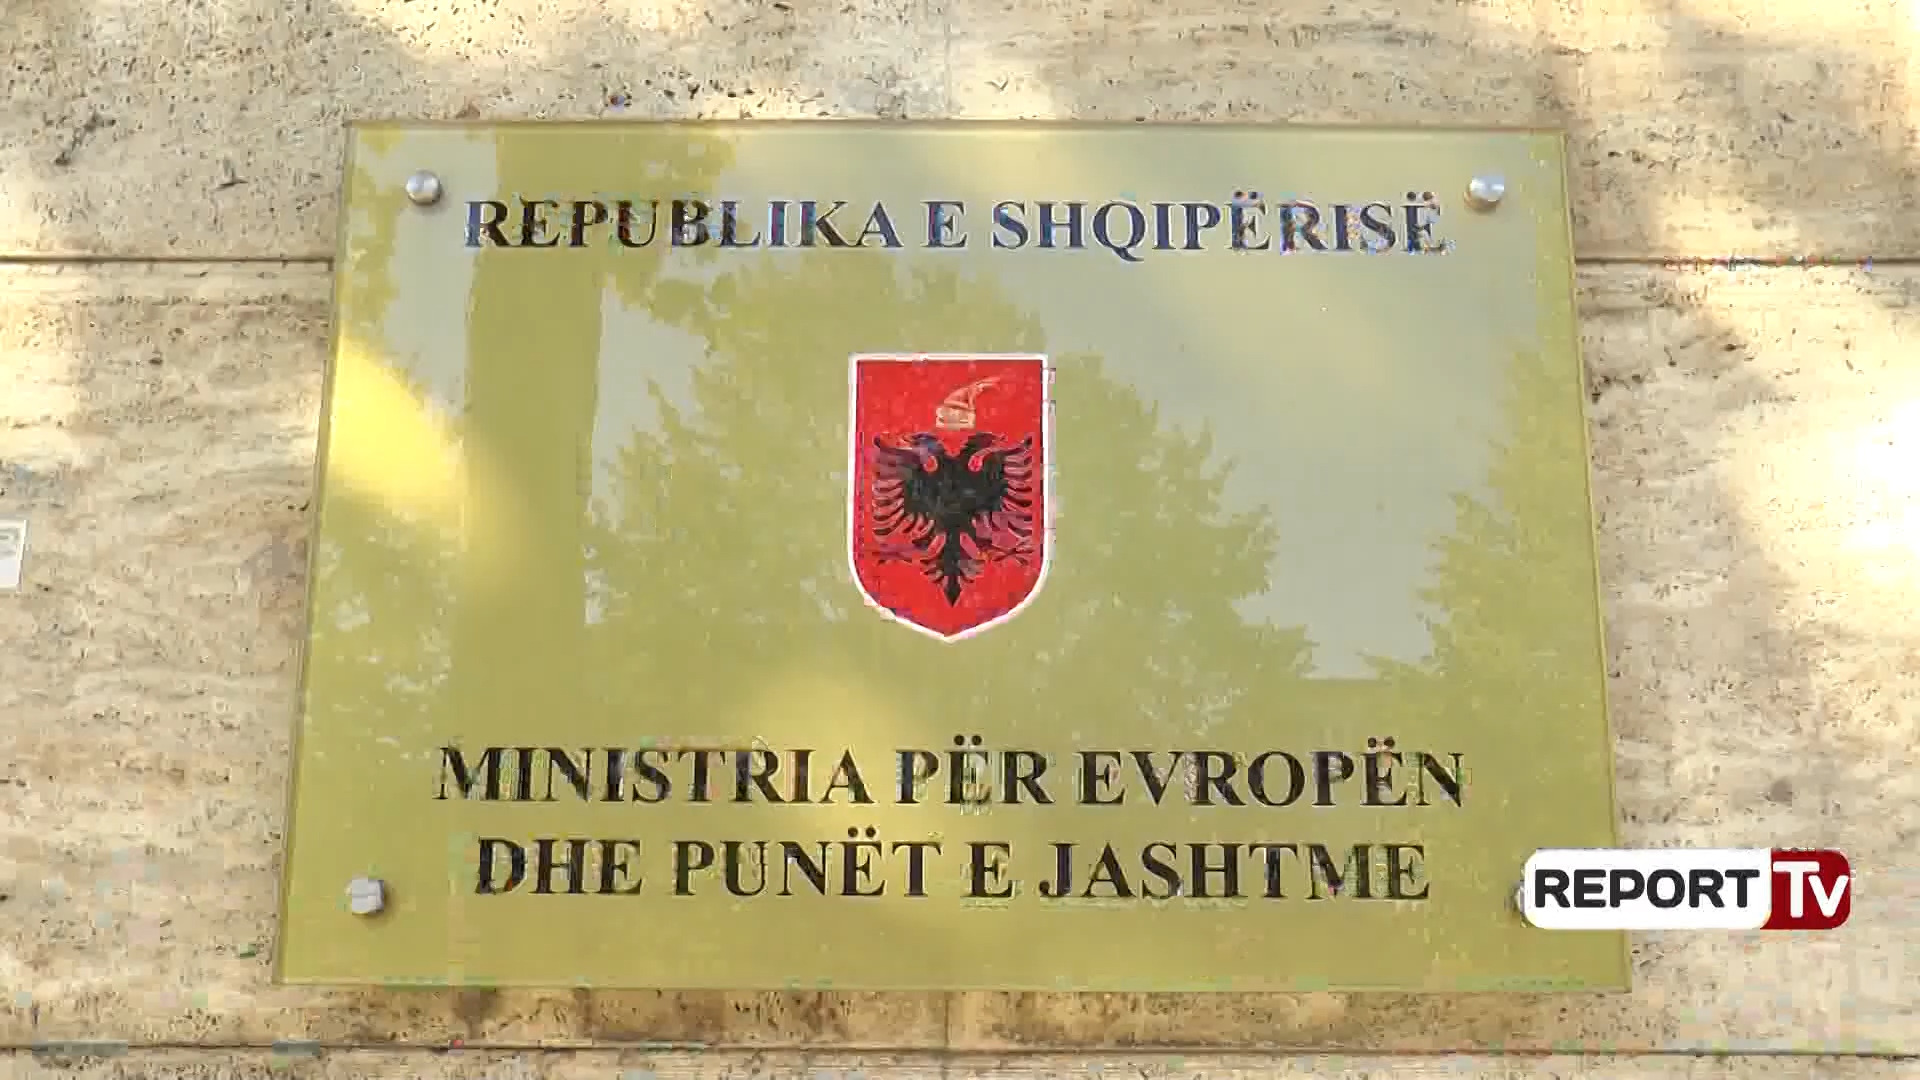 REPUBLIKA E SHQIPËRISË
MINISTRIA PËR EVROPËN
DHE PUNËT E JASHTME
REPORT Tv